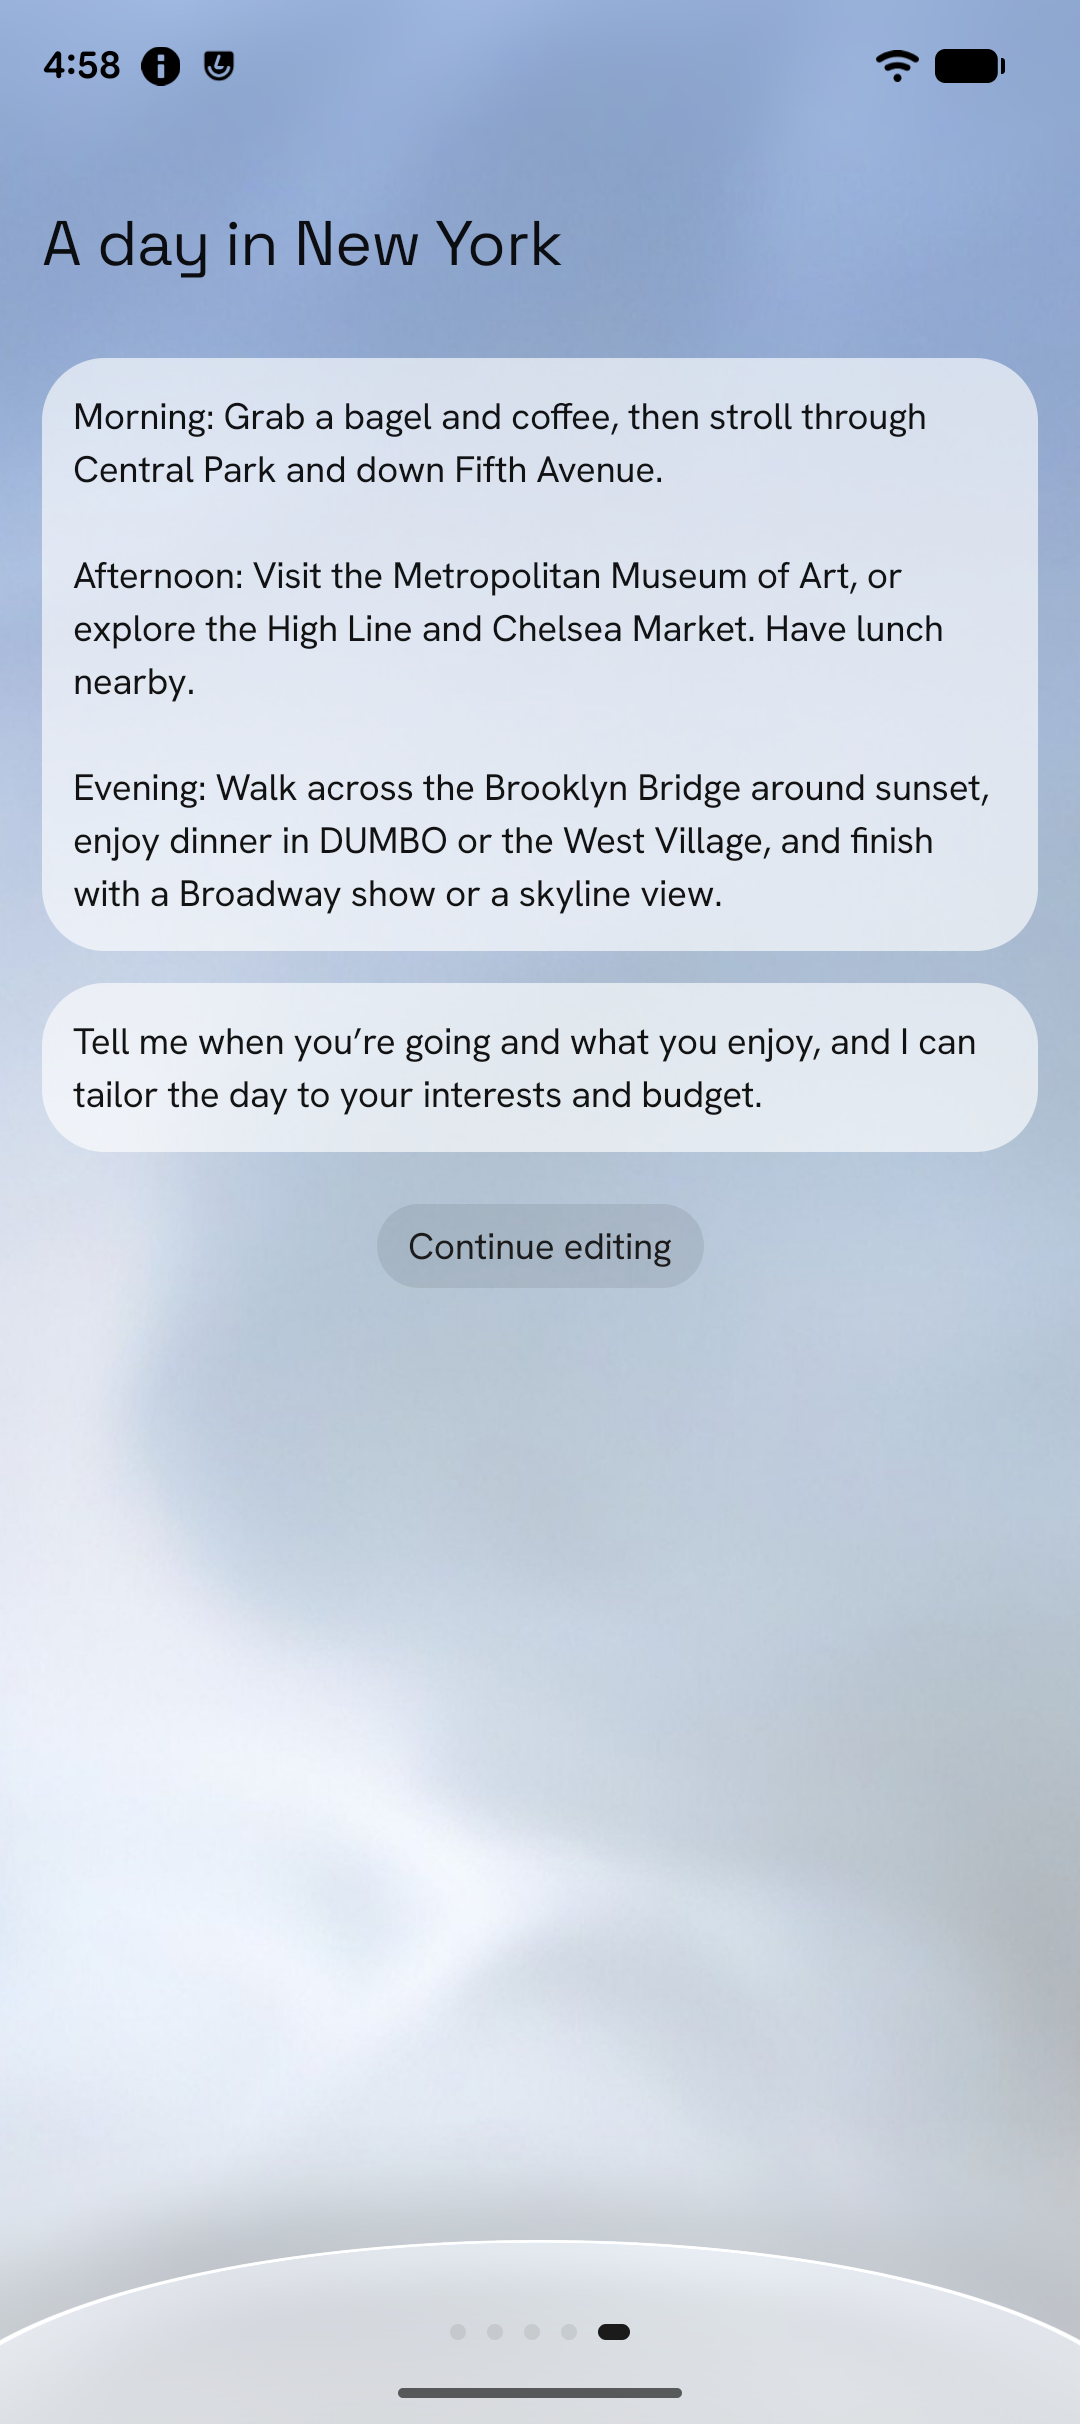 4:58
A day in New York
Morning: Grab a bagel and coffee, then stroll through
Central Park and down Fifth Avenue.
Afternoon: Visit the Metropolitan Museum of Art, or
explore the High Line and Chelsea Market. Have lunch
nearby.
Evening: Walk across the Brooklyn Bridge around sunset,
enjoy dinner in DUMBO or the West Village, and finish
with a Broadway show or a skyline view.
Tell me when you’re going and what you enjoy, and I can
tailor the day to your interests and budget.
Continue editing